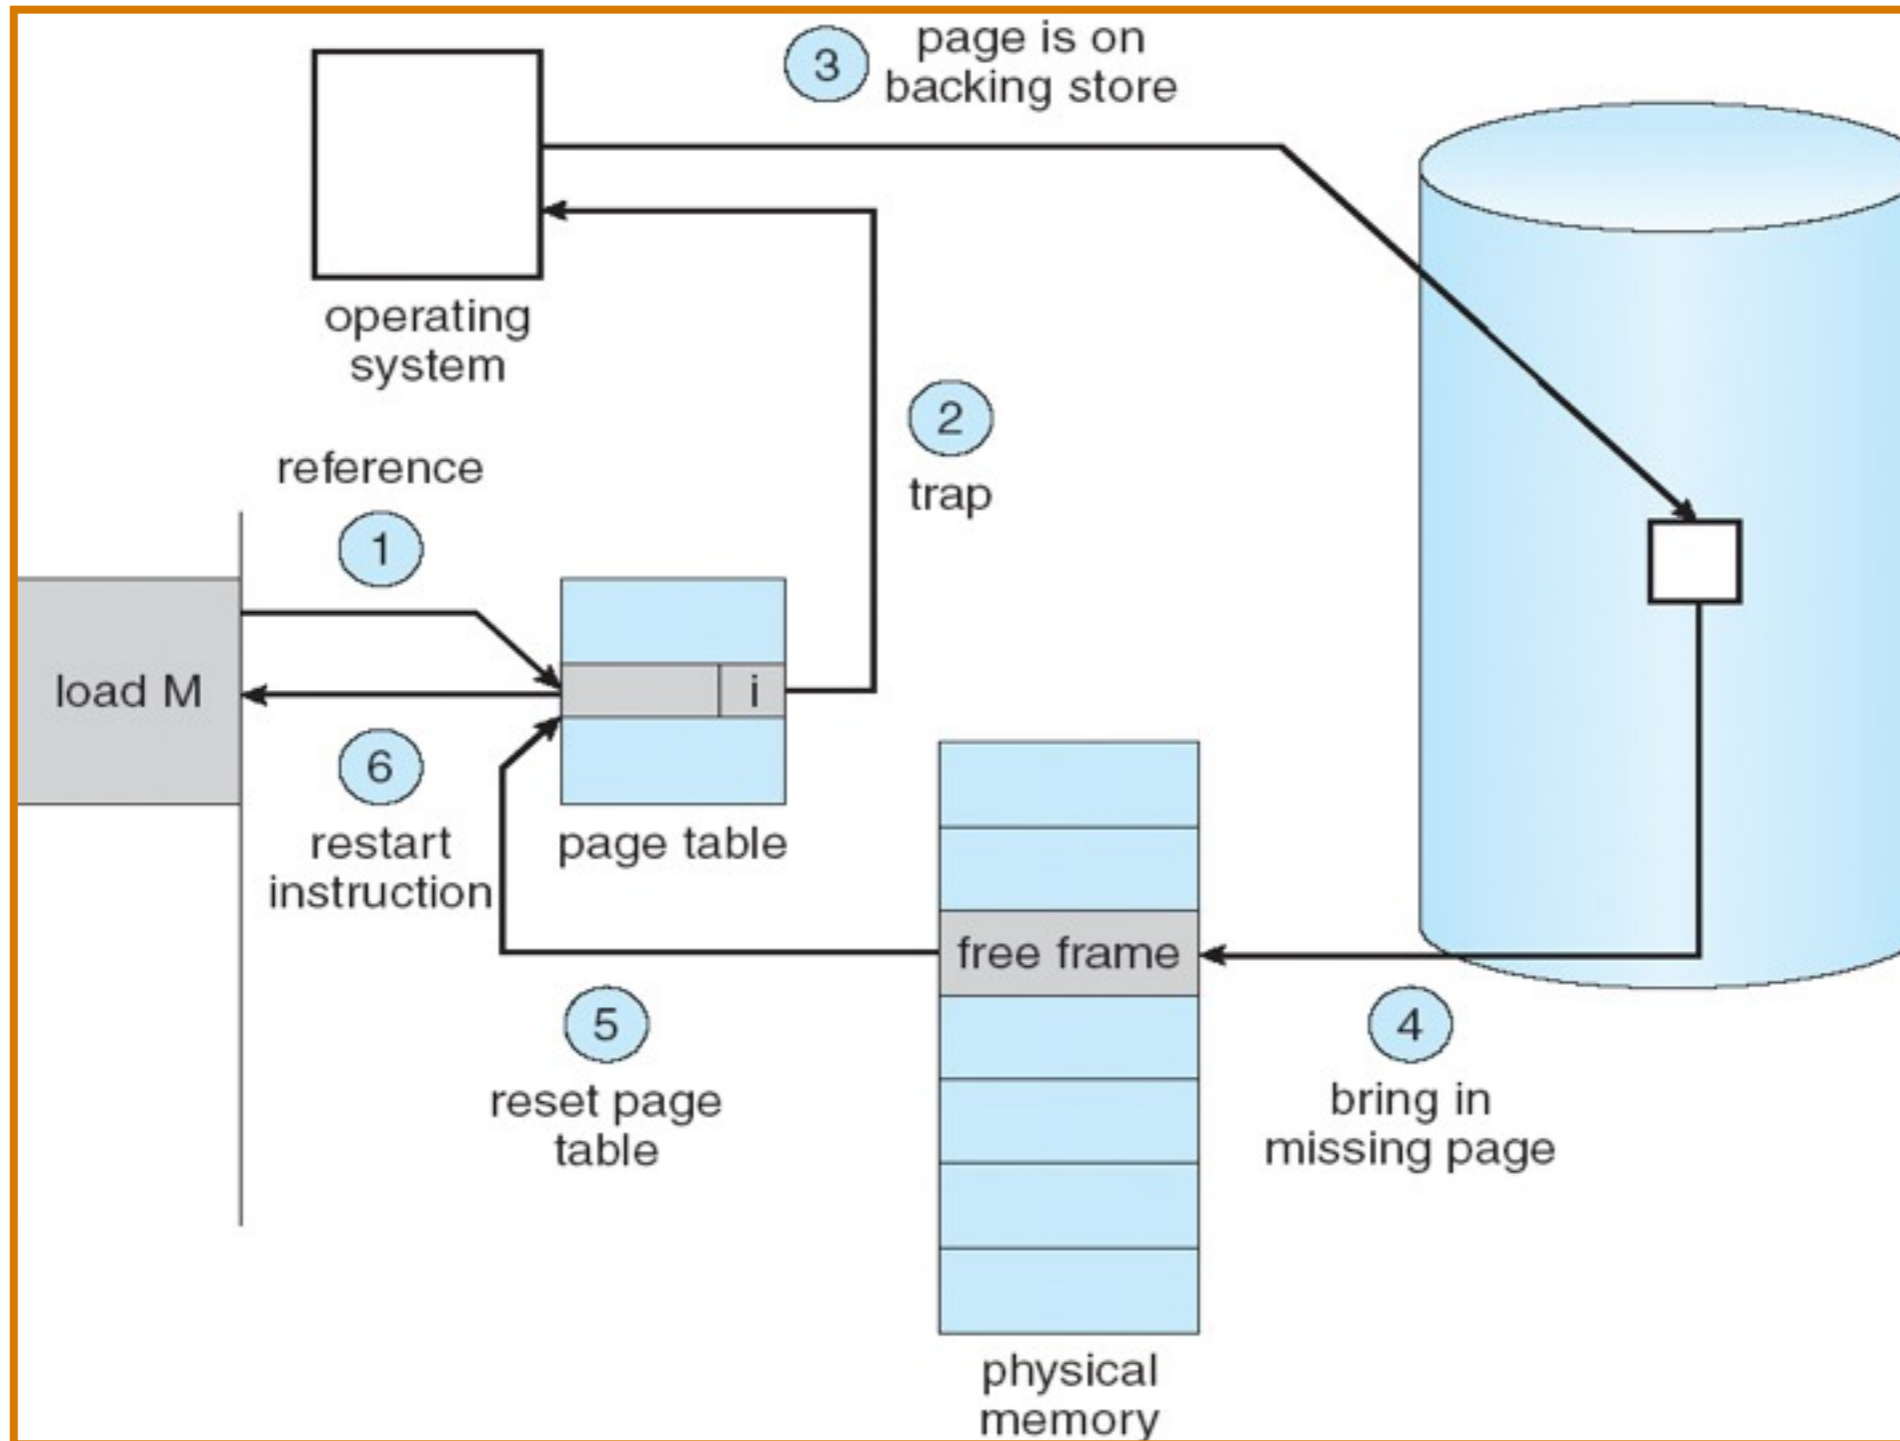 3
page is on
backing store
operating
system
2
trap
reference
1
load M
i
6
restart
instruction
page table
free frame
5
reset page
table
4
bring in
missing page
physical
memory